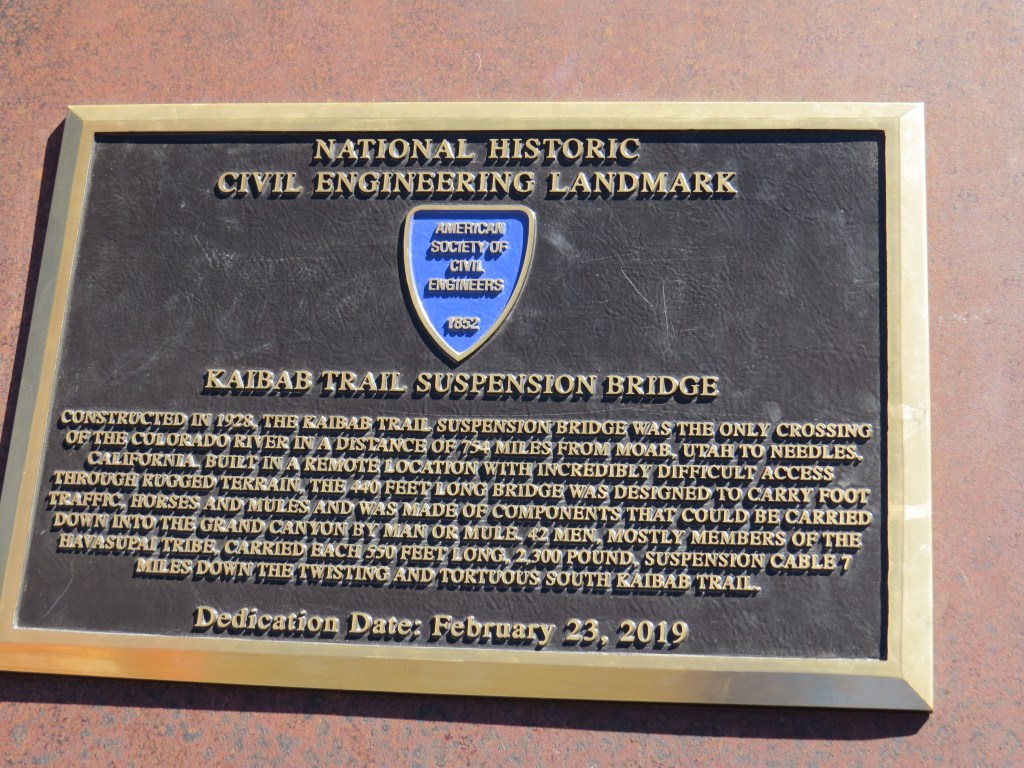 NATIONAL HISTORIC
CIVIL ENGINEERING LANDMARK
AMERICAN
SOCIETY OF
CIVIL
ENGINEERS
1852
KAIBAB TRAIL SUSPENSION BRIDGE
CONSTRUCTED IN 1928, THE KAIBAB TRAIL SUSPENSION BRIDGE WAS THE ONLY CROSSING
OF THE COLORADO RIVER IN A DISTANCE OF 754 MILES FROM MOAB, UTAH TO NEEDLES,
CALIFORNIA. BUILT IN A REMOTE LOCATION WITH INCREDIBLY DIFFICULT ACCESS
THROUGH RUGGED TERRAIN, THE 440 FEET LONG BRIDGE WAS DESIGNED TO CARRY FOOT
TRAFFIC, HORSES AND MULES AND WAS MADE OF COMPONENTS THAT COULD BE CARRIED
DOWN INTO THE GRAND CANYON BY MAN OR MULE. 42 MEN, MOSTLY MEMBERS OF THE
HAVASUPAI TRIBE, CARRIED EACH 550 FEET LONG, 2,300 POUND, SUSPENSION CABLE 7
MILES DOWN THE TWISTING AND TORTUOUS SOUTH KAIBAB TRAIL.
Dedication Date: February 23, 2019